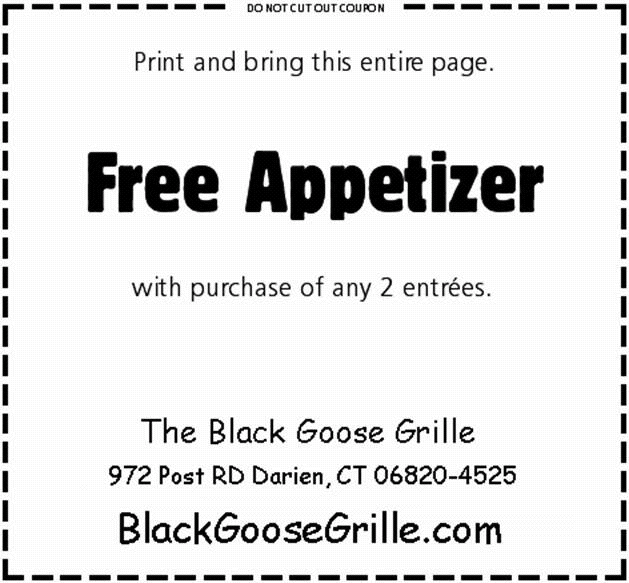 DO NOT CUT OUT COUPON
Print and bring this entire page.
Free Appetizer
with purchase of any 2 entrées.
The Black Goose Grille
972 Post RD Darien, CT 06820-4525
BlackGooseGrille.com